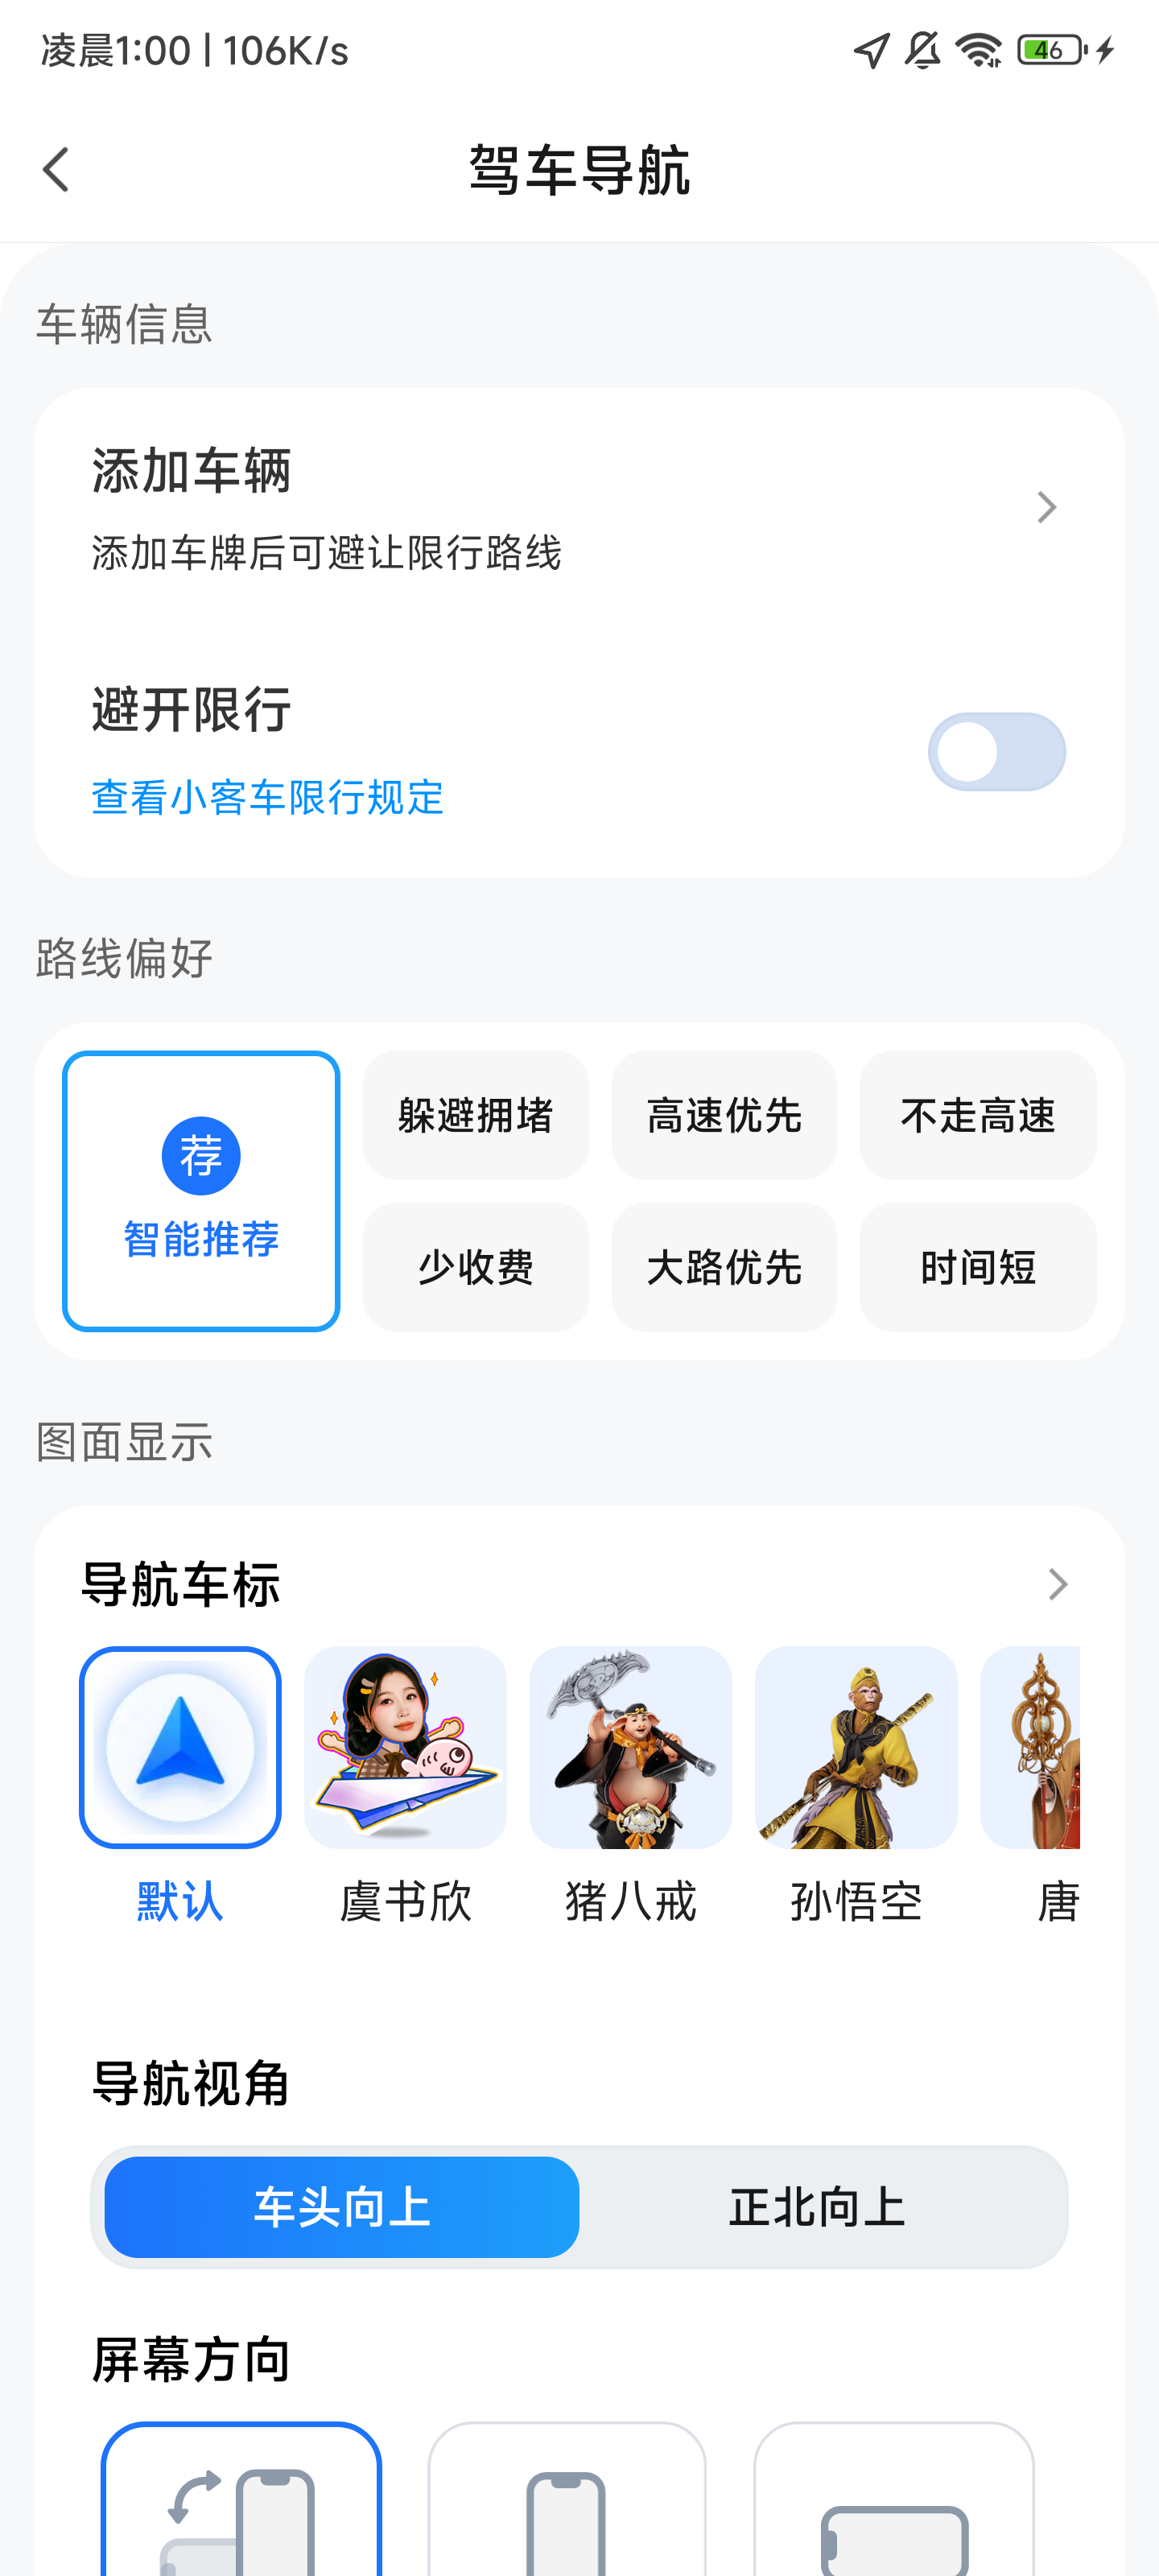 凌晨1:00 | 106K/s
46
驾车导航
车辆信息
添加车辆
添加车牌后可避让限行路线
避开限行
查看小客车限行规定
路线偏好
荐
智能推荐
躲避拥堵
高速优先
不走高速
少收费
大路优先
时间短
图面显示
导航车标
默认
虞书欣
猪八戒
孙悟空
唐
导航视角
车头向上
正北向上
屏幕方向